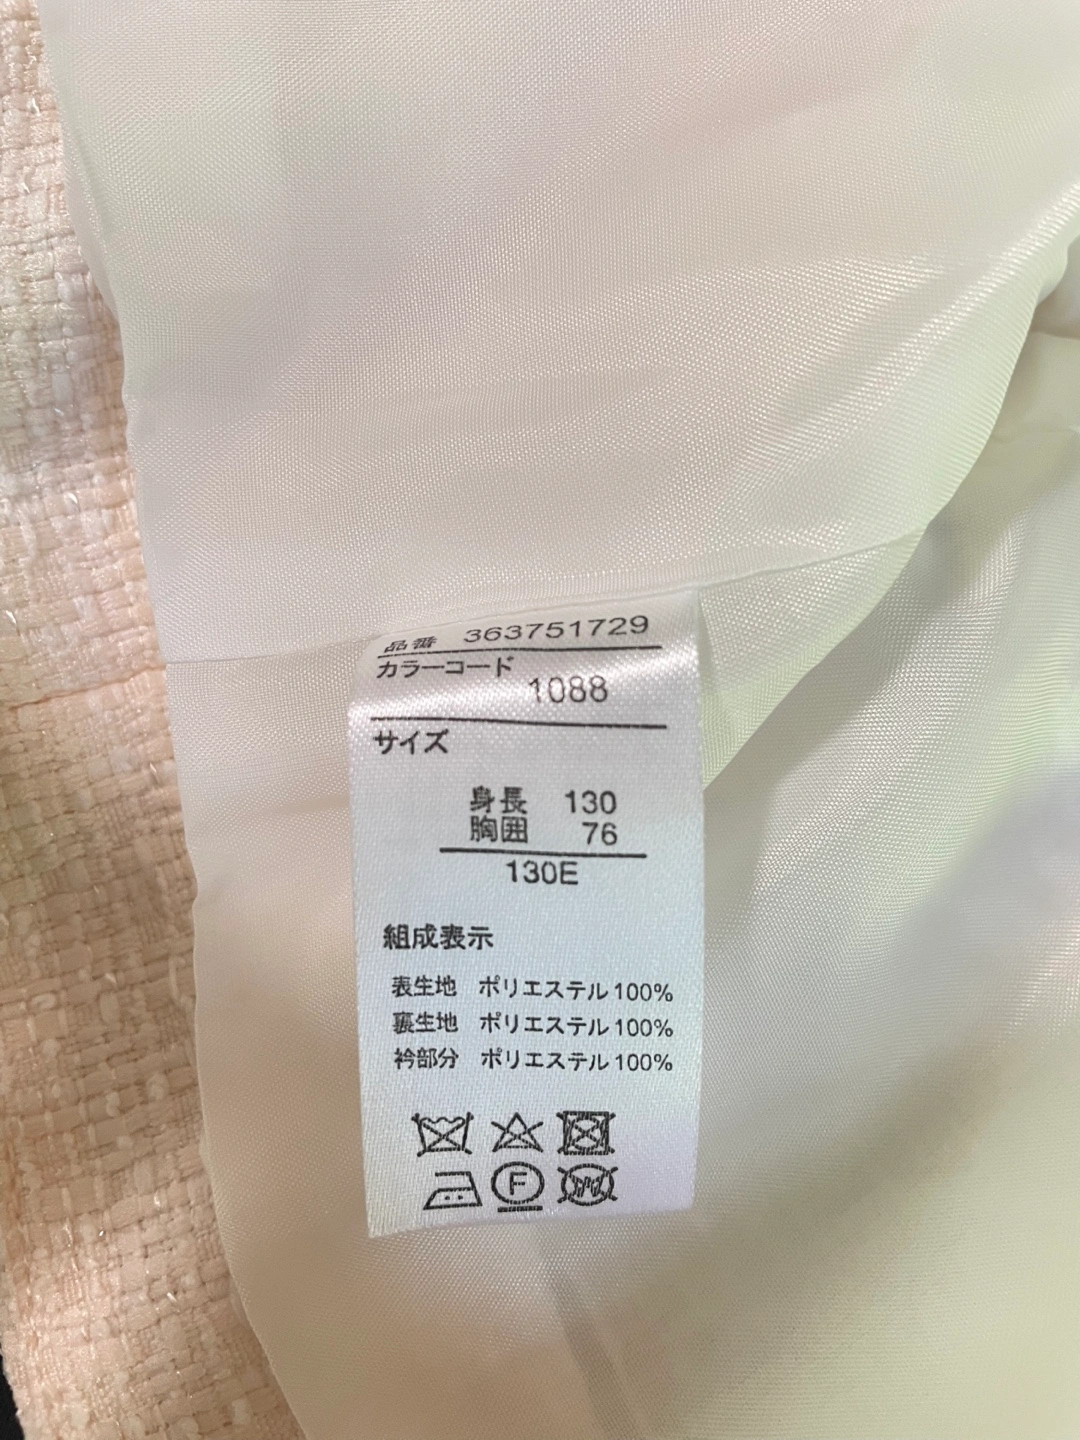 品番 363751729
カラーコード
1088
サイズ
身長 130
胸囲 76
130E
組成表示
表生地 ポリエステル100%
裏生地 ポリエステル100%
衿部分 ポリエステル100%
F
W